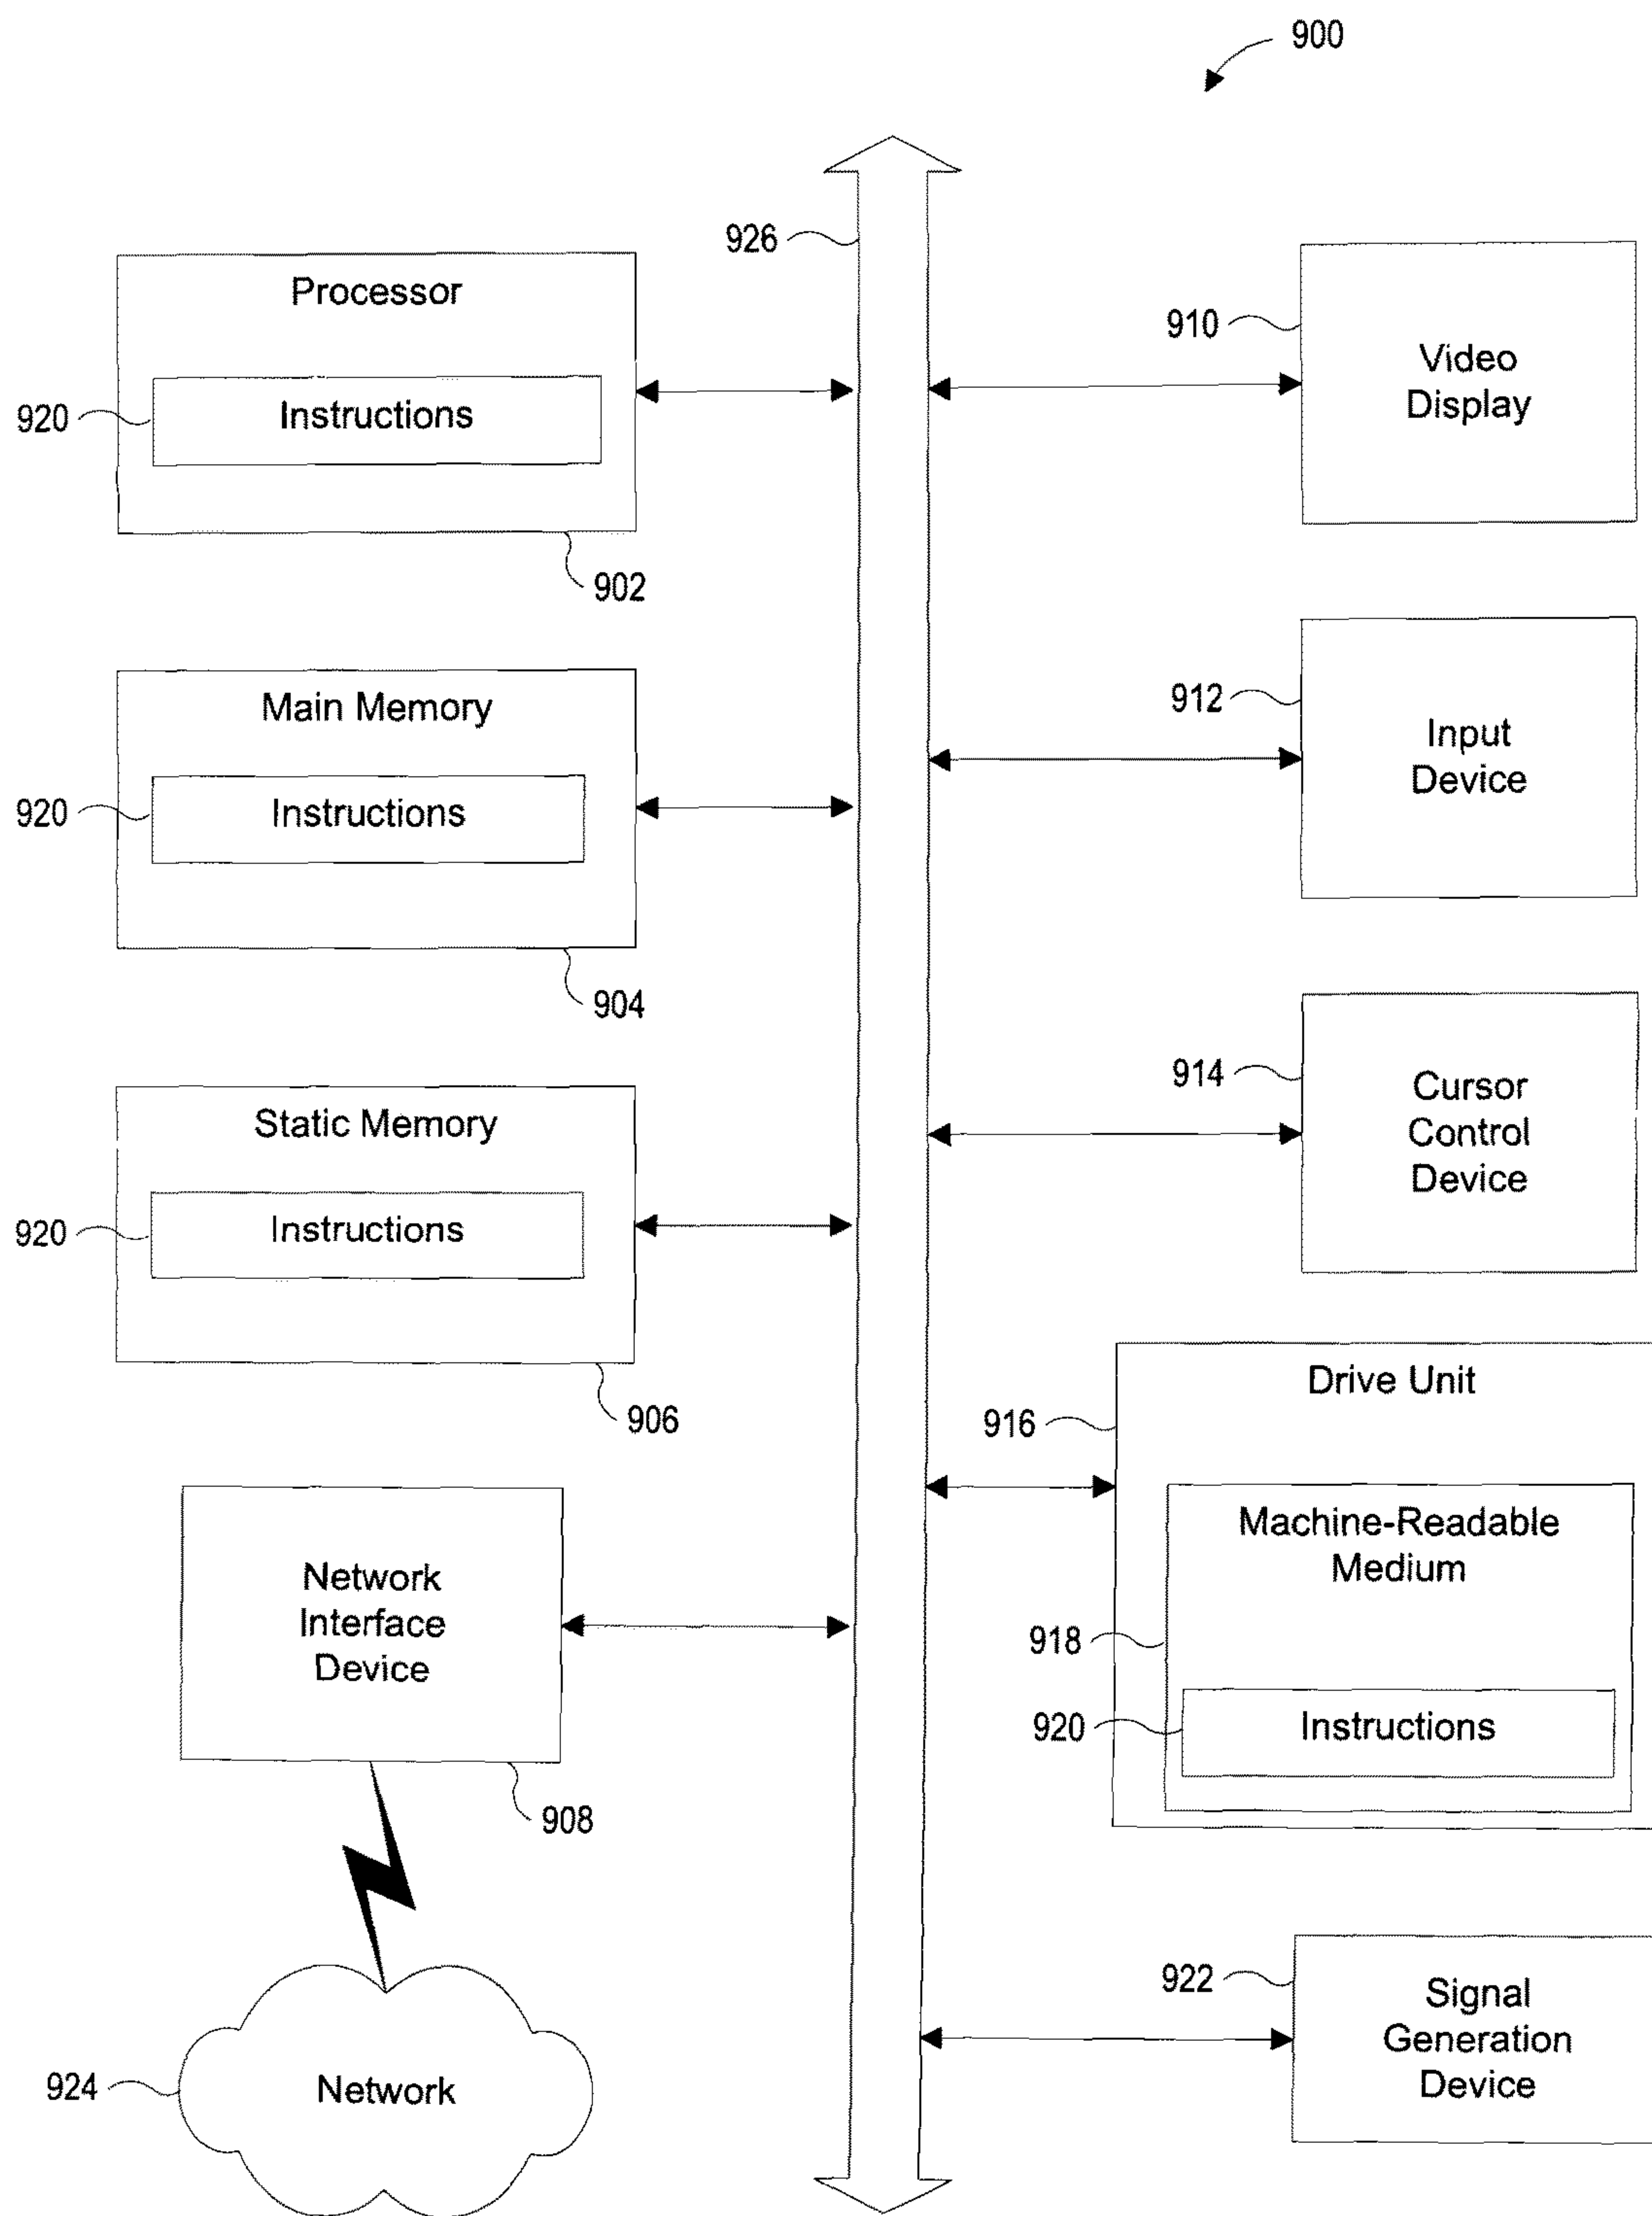 900
926
Processor
920
Instructions
902
Main Memory
920
Instructions
904
Static Memory
920
Instructions
906
Network
Interface
Device
908
924
Network
910
Video
Display
912
Input
Device
914
Cursor
Control
Device
Drive Unit
916
Machine-Readable
Medium
918
920
Instructions
922
Signal
Generation
Device